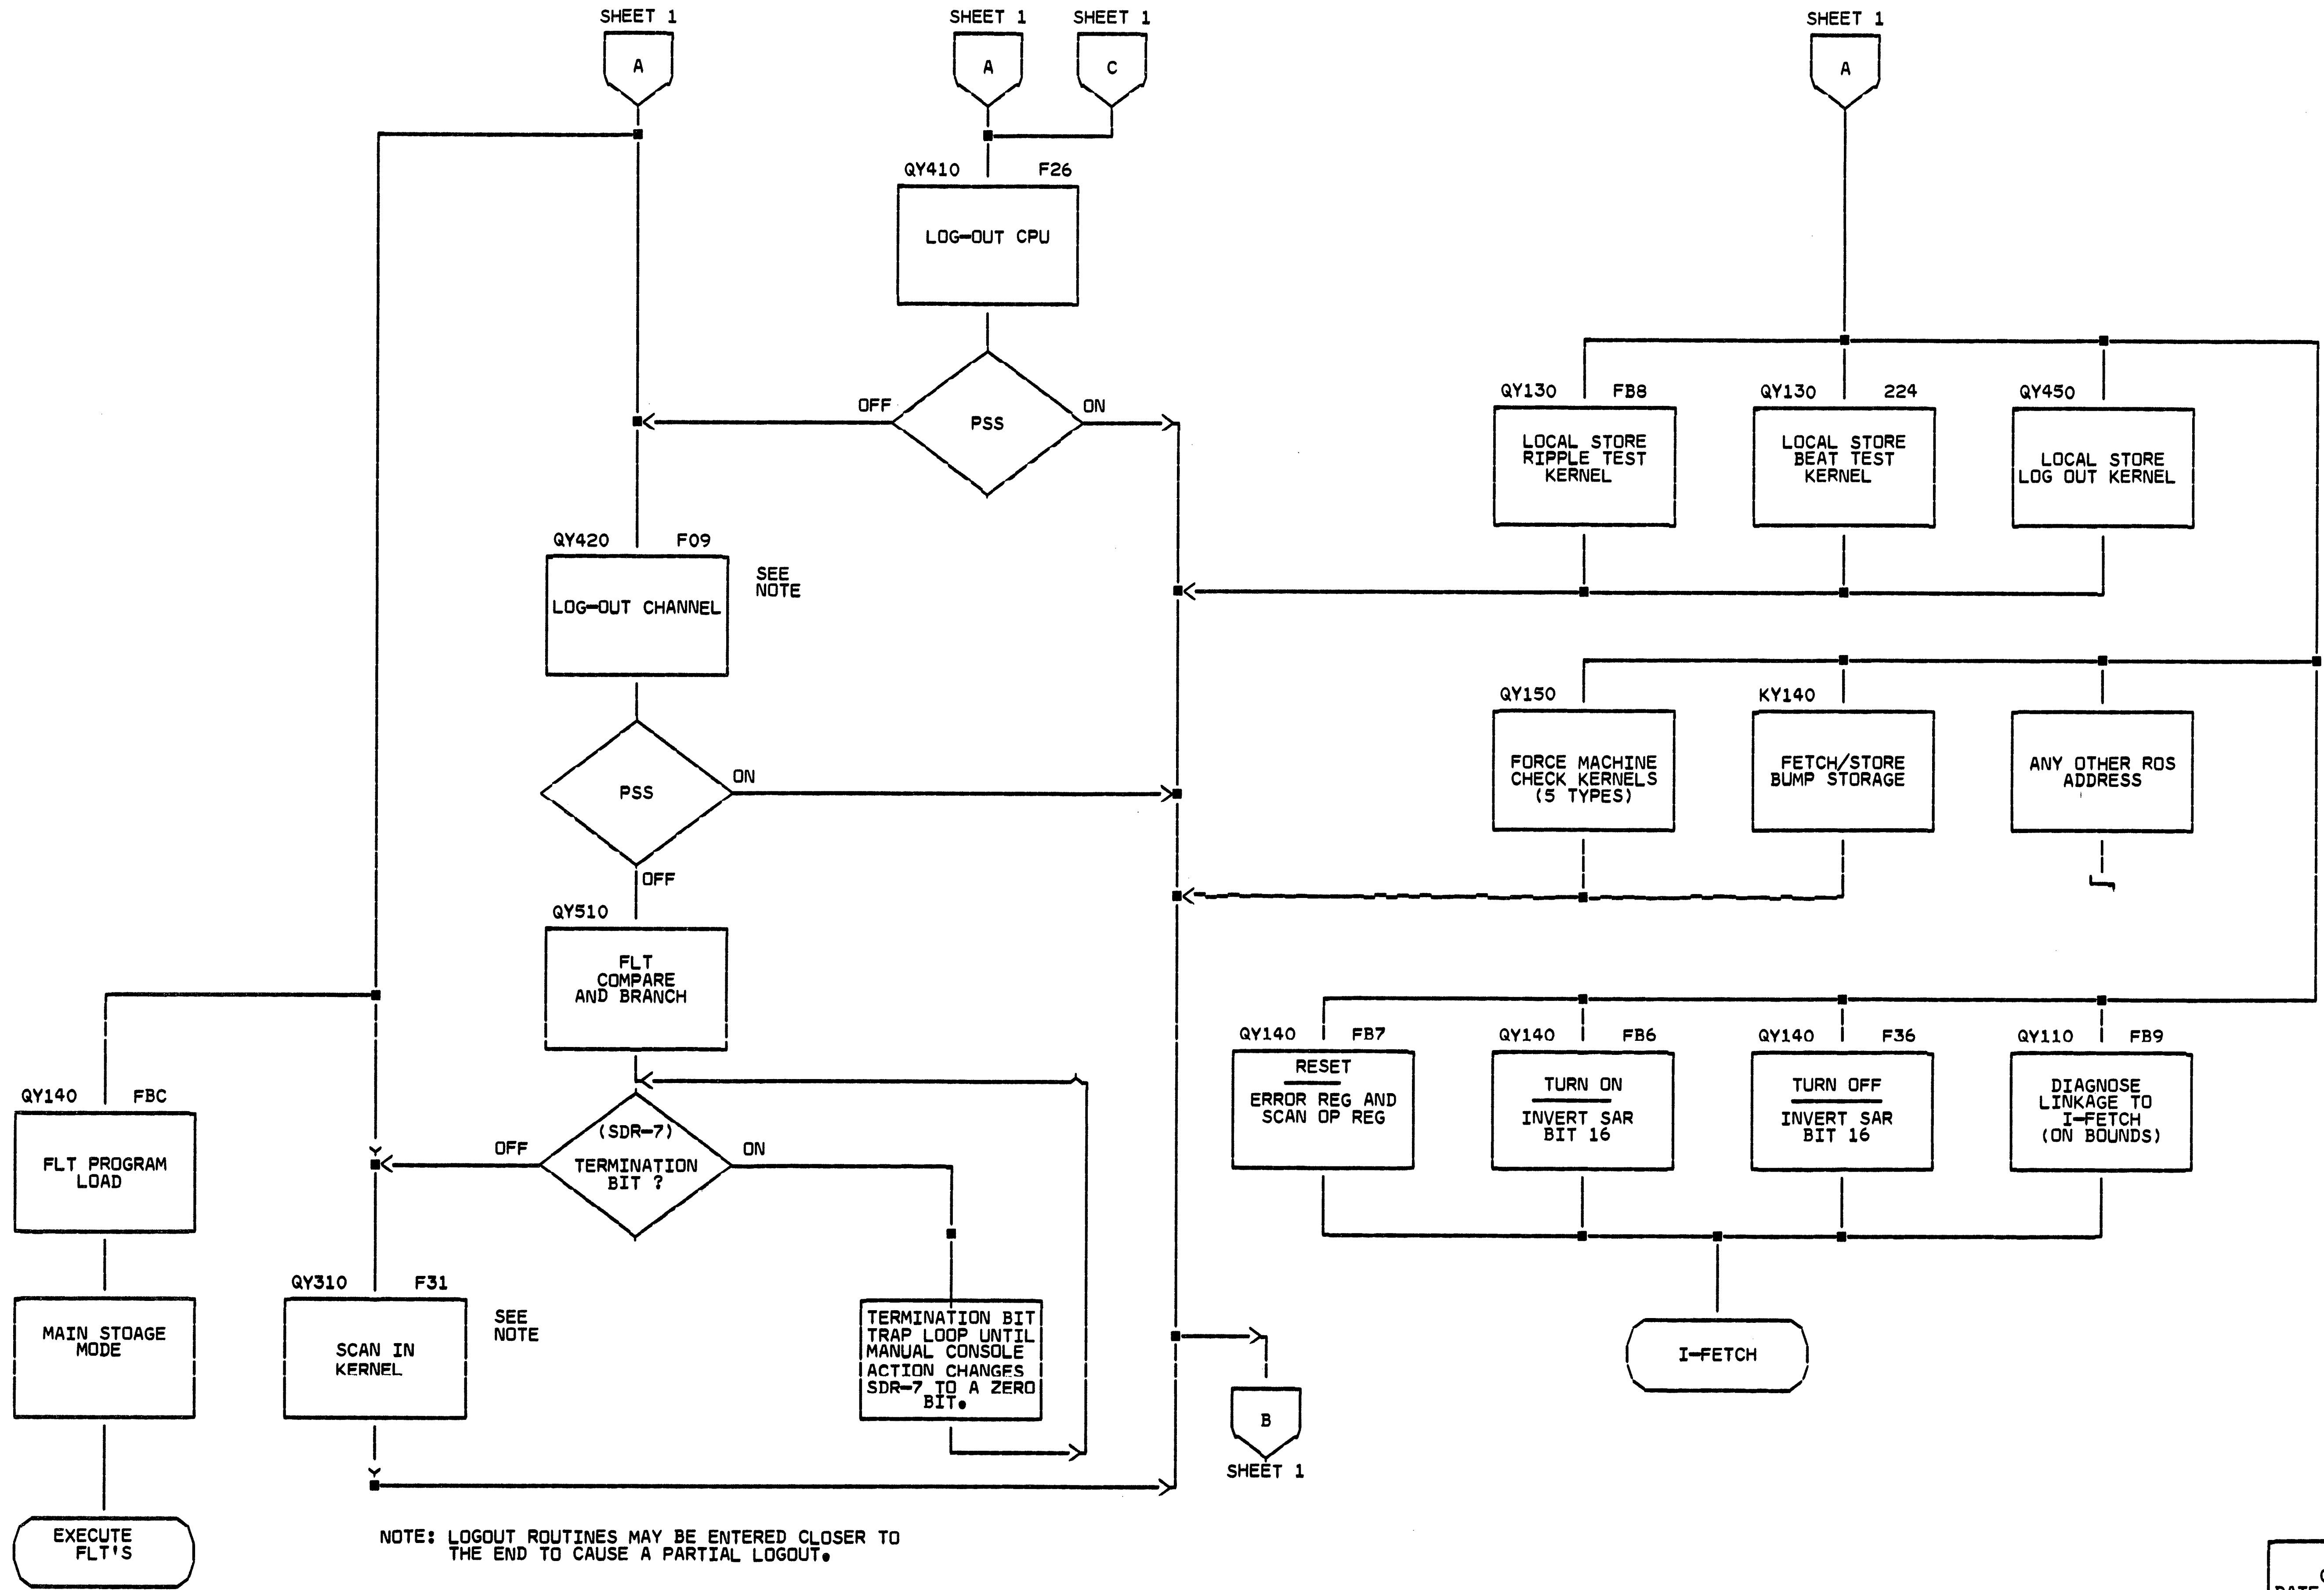 SHEET 1
SHEET 1
SHEET 1
SHEET 1
A
A
C
A
QY410 F26
LOG-OUT CPU
OFF
PSS
ON
QY130 FB8
LOCAL STORE
RIPPLE TEST
KERNEL
QY130 224
LOCAL STORE
BEAT TEST
KERNEL
QY450
LOCAL STORE
LOG OUT KERNEL
QY420 F09
LOG-OUT CHANNEL
SEE
NOTE
PSS
ON
OFF
QY150
FORCE MACHINE
CHECK KERNELS
(5 TYPES)
KY140
FETCH/STORE
BUMP STORAGE
ANY OTHER ROS
ADDRESS
QY510
FLT
COMPARE
AND BRANCH
QY140 FB7
RESET
ERROR REG AND
SCAN OP REG
QY140 FB6
TURN ON
INVERT SAR
BIT 16
QY140 F36
TURN OFF
INVERT SAR
BIT 16
QY110 FB9
DIAGNOSE
LINKAGE TO
I-FETCH
(ON BOUNDS)
QY140 FBC
FLT PROGRAM
LOAD
OFF
(SDR-7)
TERMINATION
BIT ?
ON
QY310 F31
SCAN IN
KERNEL
SEE
NOTE
MAIN STOAGE
MODE
TERMINATION BIT
TRAP LOOP UNTIL
MANUAL CONSOLE
ACTION CHANGES
SDR-7 TO A ZERO
BIT.
I-FETCH
B
SHEET 1
EXECUTE
FLT'S
NOTE: LOGOUT ROUTINES MAY BE ENTERED CLOSER TO
THE END TO CAUSE A PARTIAL LOGOUT.